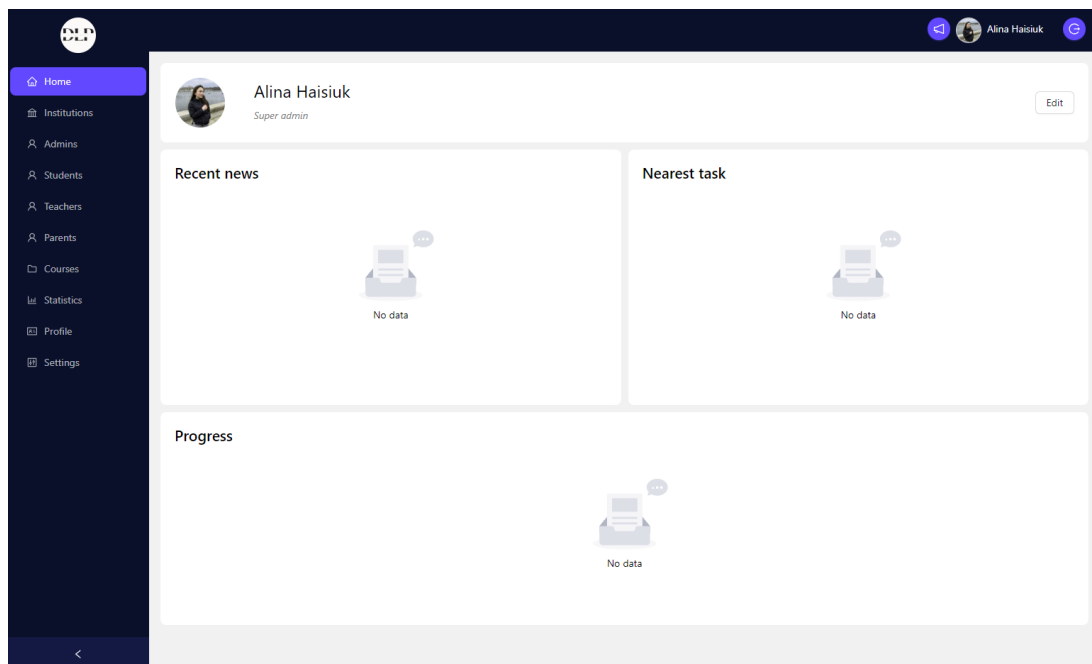 DLP
Alina Haisiuk
Home
Institutions
Admins
Students
Teachers
Parents
Courses
Statistics
Profile
Settings
Alina Haisiuk
Super admin
Edit
Recent news
No data
Nearest task
No data
Progress
No data